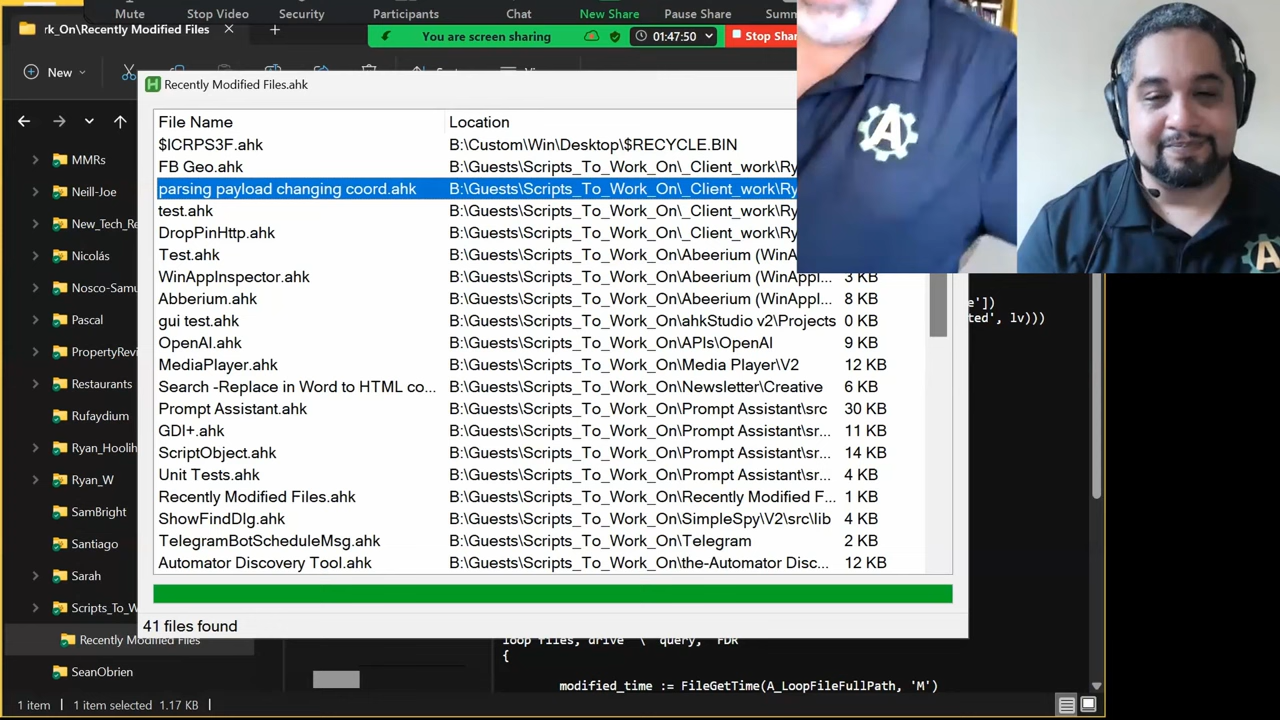 Mute Stop Video Security Participants Chat New Share Pause Share
rk_On\Recently Modified Files
You are screen sharing 01:47:50
New
Recently Modified Files.ahk
File Name Location
$ICRPS3F.ahk B:\Custom\Win\Desktop\$RECYCLE.BIN
FB Geo.ahk B:\Guests\Scripts_To_Work_On\_Client_work\Ry
parsing payload changing coord.ahk B:\Guests\Scripts_To_Work_On\_Client_work\Ry
test.ahk B:\Guests\Scripts_To_Work_On\_Client_work\Ry
DropPinHttp.ahk B:\Guests\Scripts_To_Work_On\_Client_work\Ry
Test.ahk B:\Guests\Scripts_To_Work_On\Abeerium (WinAp
WinAppInspector.ahk B:\Guests\Scripts_To_Work_On\Abeerium (WinAppl... 3 KB
Abberium.ahk B:\Guests\Scripts_To_Work_On\Abeerium (WinAppl... 8 KB
gui test.ahk B:\Guests\Scripts_To_Work_On\ahkStudio v2\Projects 0 KB
OpenAI.ahk B:\Guests\Scripts_To_Work_On\APIs\OpenAI 9 KB
MediaPlayer.ahk B:\Guests\Scripts_To_Work_On\Media Player\V2 12 KB
Search -Replace in Word to HTML co... B:\Guests\Scripts_To_Work_On\Newsletter\Creative 6 KB
Prompt Assistant.ahk B:\Guests\Scripts_To_Work_On\Prompt Assistant\src 30 KB
GDI+.ahk B:\Guests\Scripts_To_Work_On\Prompt Assistant\sr... 11 KB
ScriptObject.ahk B:\Guests\Scripts_To_Work_On\Prompt Assistant\sr... 14 KB
Unit Tests.ahk B:\Guests\Scripts_To_Work_On\Prompt Assistant\sr... 4 KB
Recently Modified Files.ahk B:\Guests\Scripts_To_Work_On\Recently Modified F... 1 KB
ShowFindDlg.ahk B:\Guests\Scripts_To_Work_On\SimpleSpy\V2\src\lib 4 KB
TelegramBotScheduleMsg.ahk B:\Guests\Scripts_To_Work_On\Telegram 2 KB
Automator Discovery Tool.ahk B:\Guests\Scripts_To_Work_On\the-Automator Disc... 12 KB
41 files found
MMRs
Neill-Joe
New_Tech_Re
Nicolás
Nosco-Samu
Pascal
PropertyRevi
Restaurants
Rufaydium
Ryan_Hoolih
Ryan_W
SamBright
Santiago
Sarah
Scripts_To_W
Recently Modified Files
SeanObrien
e'])
ted', lv)))
{
modified_time := FileGetTime(A_LoopFileFullPath, 'M')
1 item 1 item selected 1.17 KB
A
A